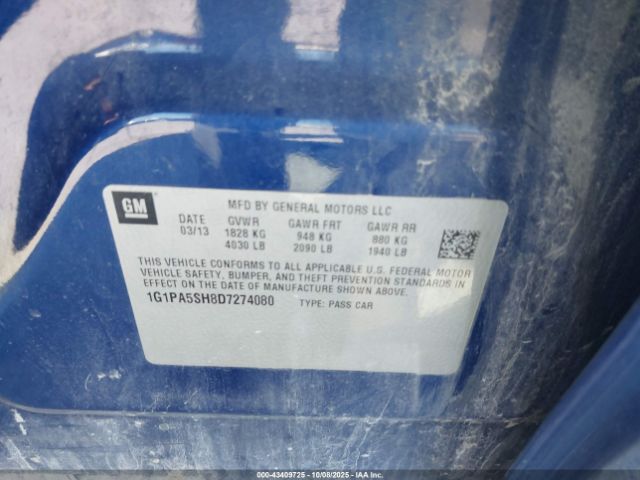 GM
MFD BY GENERAL MOTORS LLC
DATE GVWR GAWR FRT GAWR RR
03/13 1828 KG 948 KG 880 KG
4030 LB 2090 LB 1940 LB
THIS VEHICLE CONFORMS TO ALL APPLICABLE U.S. FEDERAL MOTOR
VEHICLE SAFETY, BUMPER, AND THEFT PREVENTION STANDARDS IN
EFFECT ON THE DATE OF MANUFACTURE SHOWN ABOVE.
1G1PA5SH8D7274080 TYPE: PASS CAR
000-43409725 - 10/08/2025 - © IAA, Inc.